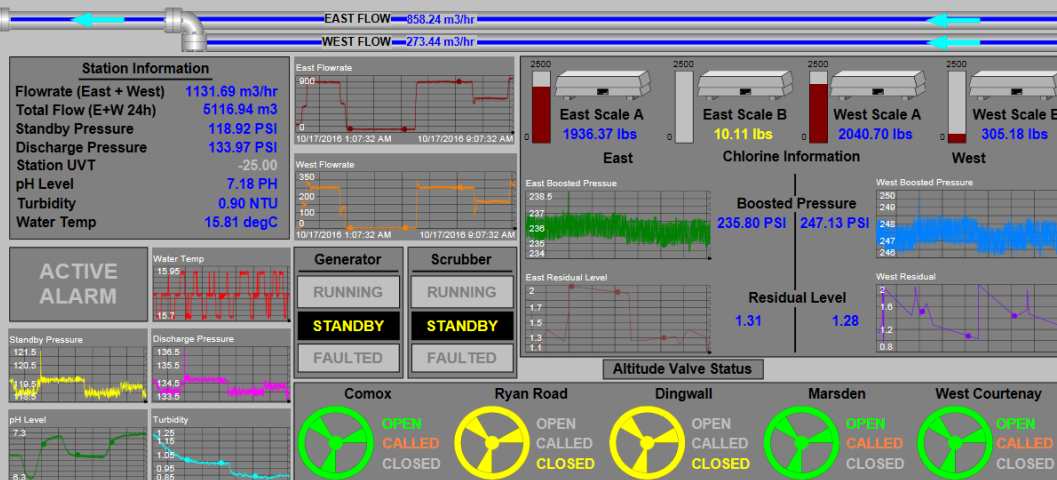 EAST FLOW 858.24 m3/hr
WEST FLOW 273.44 m3/hr
Station Information
Flowrate (East + West) 1131.69 m3/hr
Total Flow (E+W 24h) 5116.94 m3
Standby Pressure 118.92 PSI
Discharge Pressure 133.97 PSI
Station UVT -25.00
pH Level 7.18 PH
Turbidity 0.90 NTU
Water Temp 15.81 degC
East Flowrate
900
0
10/17/2016 1:07:32 AM 10/17/2016 9:07:32 AM
West Flowrate
350
300
200
100
0
10/17/2016 1:07:32 AM 10/17/2016 9:07:32 AM
2500 2500 2500 2500
0 0 0 0
East Scale A East Scale B West Scale A West Scale B
1936.37 lbs 10.11 lbs 2040.70 lbs 305.18 lbs
East Chlorine Information West
East Boosted Pressue
238.5
237
236
235
234
Boosted Pressure
235.80 PSI 247.13 PSI
West Boosted Pressure
250
249
248
247
246
East Residual Level
2
1.7
1.5
1.3
1.1
Residual Level
1.31 1.28
West Residual
2
1.6
1.2
0.8
ACTIVE
ALARM
Water Temp
15.95
15.7
Generator Scrubber
RUNNING RUNNING
STANDBY STANDBY
FAULTED FAULTED
Standby Pressure
121.5
120.5
119.5
118.5
Discharge Pressure
136.5
135.5
134.5
133.5
pH Level
7.3
6.3
Turbidity
1.25
1.15
1.05
0.95
0.85
Altitude Valve Status
Comox Ryan Road Dingwall Marsden West Courtenay
OPEN OPEN OPEN OPEN OPEN
CALLED CALLED CALLED CALLED CALLED
CLOSED CLOSED CLOSED CLOSED CLOSED